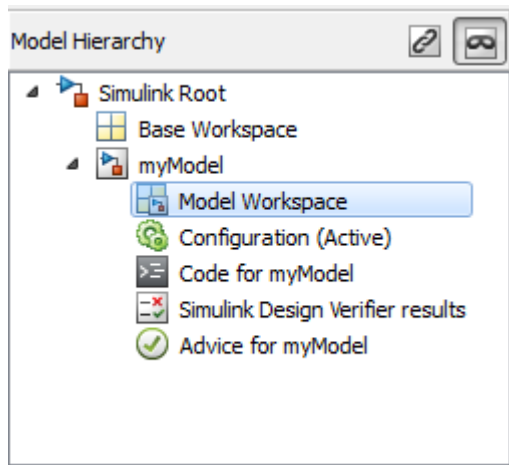 Model Hierarchy
Simulink Root
Base Workspace
myModel
Model Workspace
Configuration (Active)
Code for myModel
Simulink Design Verifier results
Advice for myModel